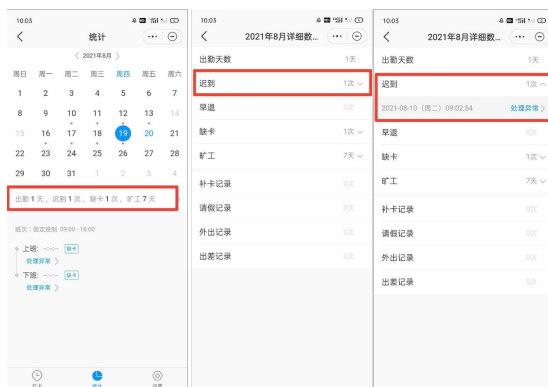 10:03
统计
2021年8月
周日 周一 周二 周三 周四 周五 周六
1 2 3 4 5 6 7
8 9 10 11 12 13 14
15 16 17 18 19 20 21
22 23 24 25 26 27 28
29 30 31 1 2 3 4
出勤1天，迟到1次，缺卡1次，旷工7天
班次：固定班制 09:00-18:00
上班: --:-- 缺卡
处理异常 >
下班: --:-- 缺卡
处理异常 >
打卡 统计 设置
10:03
2021年8月详细数...
出勤天数 1天
迟到 1次
早退 0次
缺卡 1次
旷工 7天
补卡记录 0次
请假记录 0次
外出记录 0次
出差记录 0次
10:03
2021年8月详细数...
出勤天数 1天
迟到 1次
2021-08-10（周二）09:02:54 处理异常 >
早退 0次
缺卡 1次
旷工 7天
补卡记录 0次
请假记录 0次
外出记录 0次
出差记录 0次